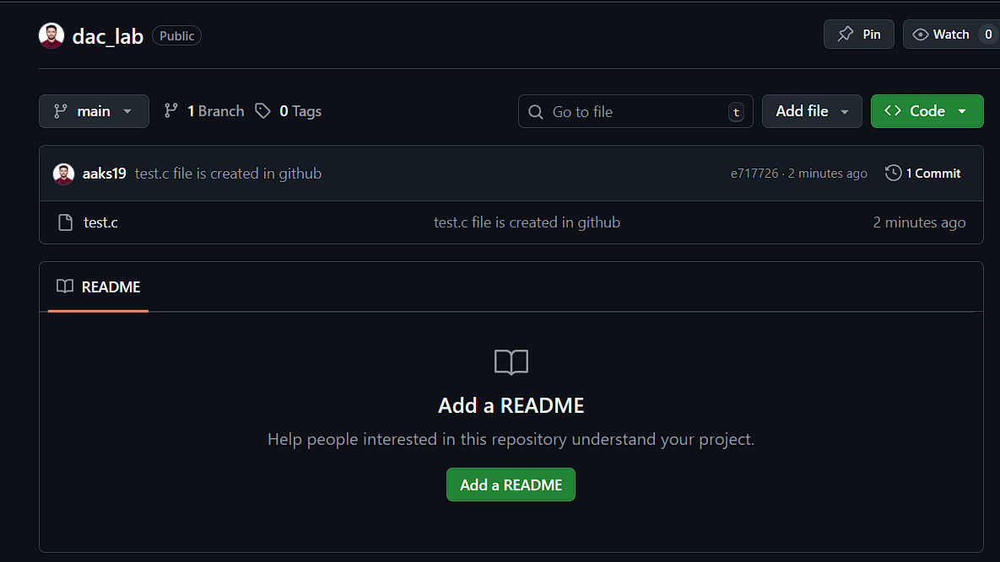 dac_lab Public Pin Watch 0
main 1 Branch 0 Tags Go to file t Add file Code
aaks19 test.c file is created in github e717726 · 2 minutes ago 1 Commit
test.c test.c file is created in github 2 minutes ago
README
Add a README
Help people interested in this repository understand your project.
Add a README